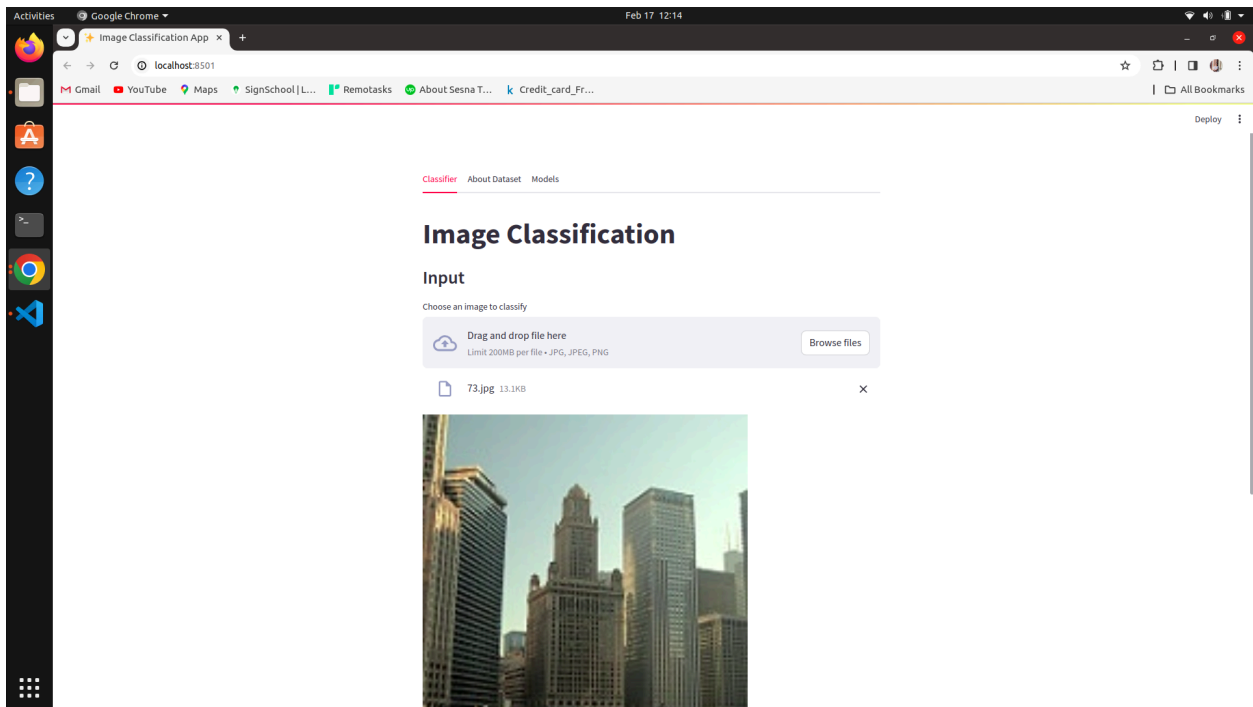 Activities Google Chrome Feb 17 12:14
Image Classification App
localhost:8501
Gmail YouTube Maps SignSchool | L... Remotasks About Sesna T... Credit_card_Fr... All Bookmarks
Deploy
Classifier About Dataset Models
Image Classification
Input
Choose an image to classify
Drag and drop file here
Limit 200MB per file • JPG, JPEG, PNG
Browse files
73.jpg 13.1KB